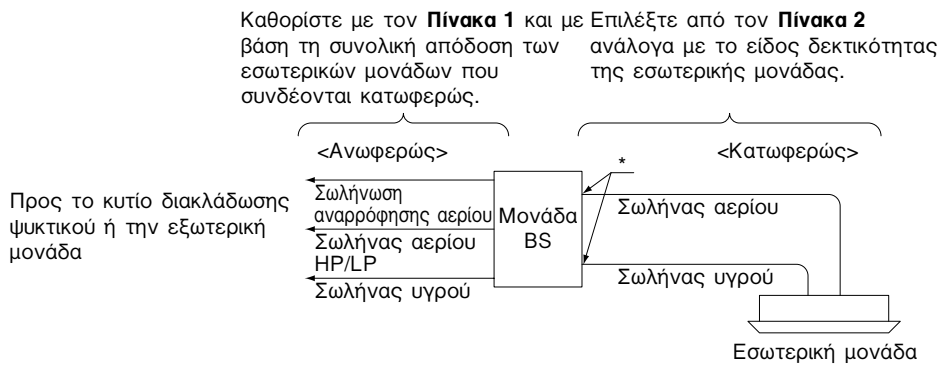 Καθορίστε με τον Πίνακα 1 και με
βάση τη συνολική απόδοση των
εσωτερικών μονάδων που
συνδέονται κατωφερώς.
Επιλέξτε από τον Πίνακα 2
ανάλογα με το είδος δεκτικότητας
της εσωτερικής μονάδας.
<Ανωφερώς>
*
<Κατωφερώς>
Προς το κυτίο διακλάδωσης
ψυκτικού ή την εξωτερική
μονάδα
Σωλήνωση
αναρρόφησης αερίου
Σωλήνας αερίου
HP/LP
Σωλήνας υγρού
Μονάδα
BS
Σωλήνας αερίου
Σωλήνας υγρού
Εσωτερική μονάδα